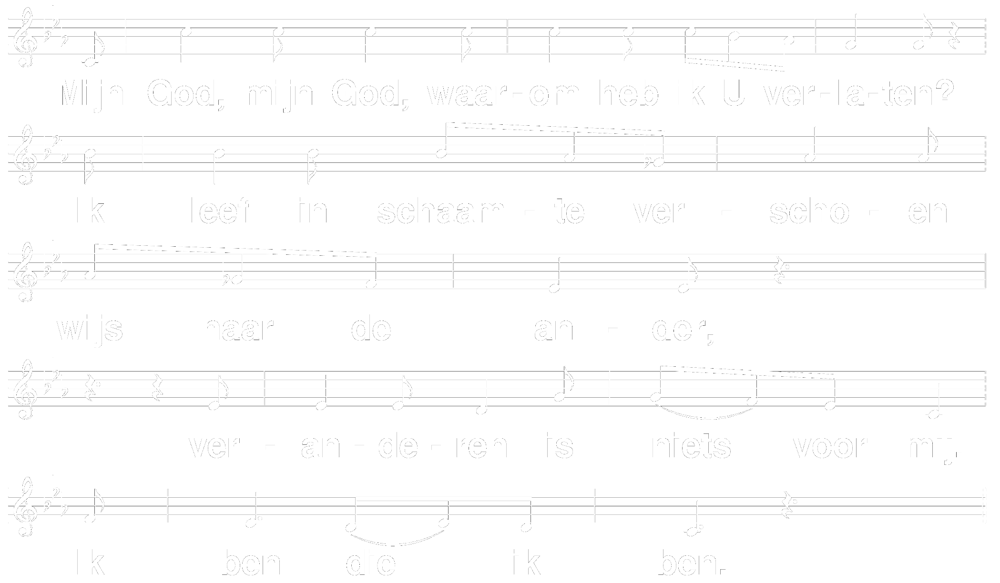 Mijn God, mijn God, waar-om heb ik U ver-la-ten?
Ik leef in schaam - te ver - scho - en
wijs naar de an - der,
ver - an - de - ren is niets voor mij,
Ik ben die ik ben.